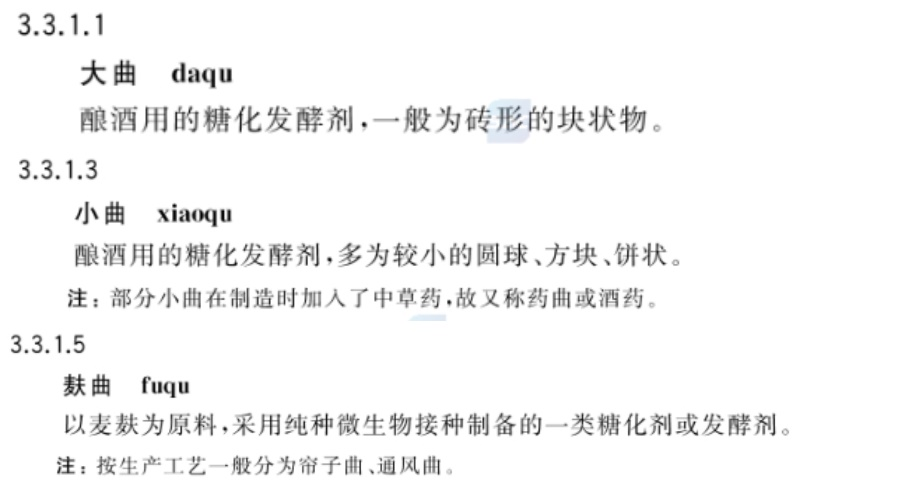 3.3.1.1
大曲 daqu
酿酒用的糖化发酵剂,一般为砖形的块状物。
3.3.1.3
小曲 xiaoqu
酿酒用的糖化发酵剂,多为较小的圆球、方块、饼状。
注:部分小曲在制造时加入了中草药,故又称药曲或酒药。
3.3.1.5
麸曲 fuqu
以麦麸为原料,采用纯种微生物接种制备的一类糖化剂或发酵剂。
注:按生产工艺一般分为帘子曲、通风曲。